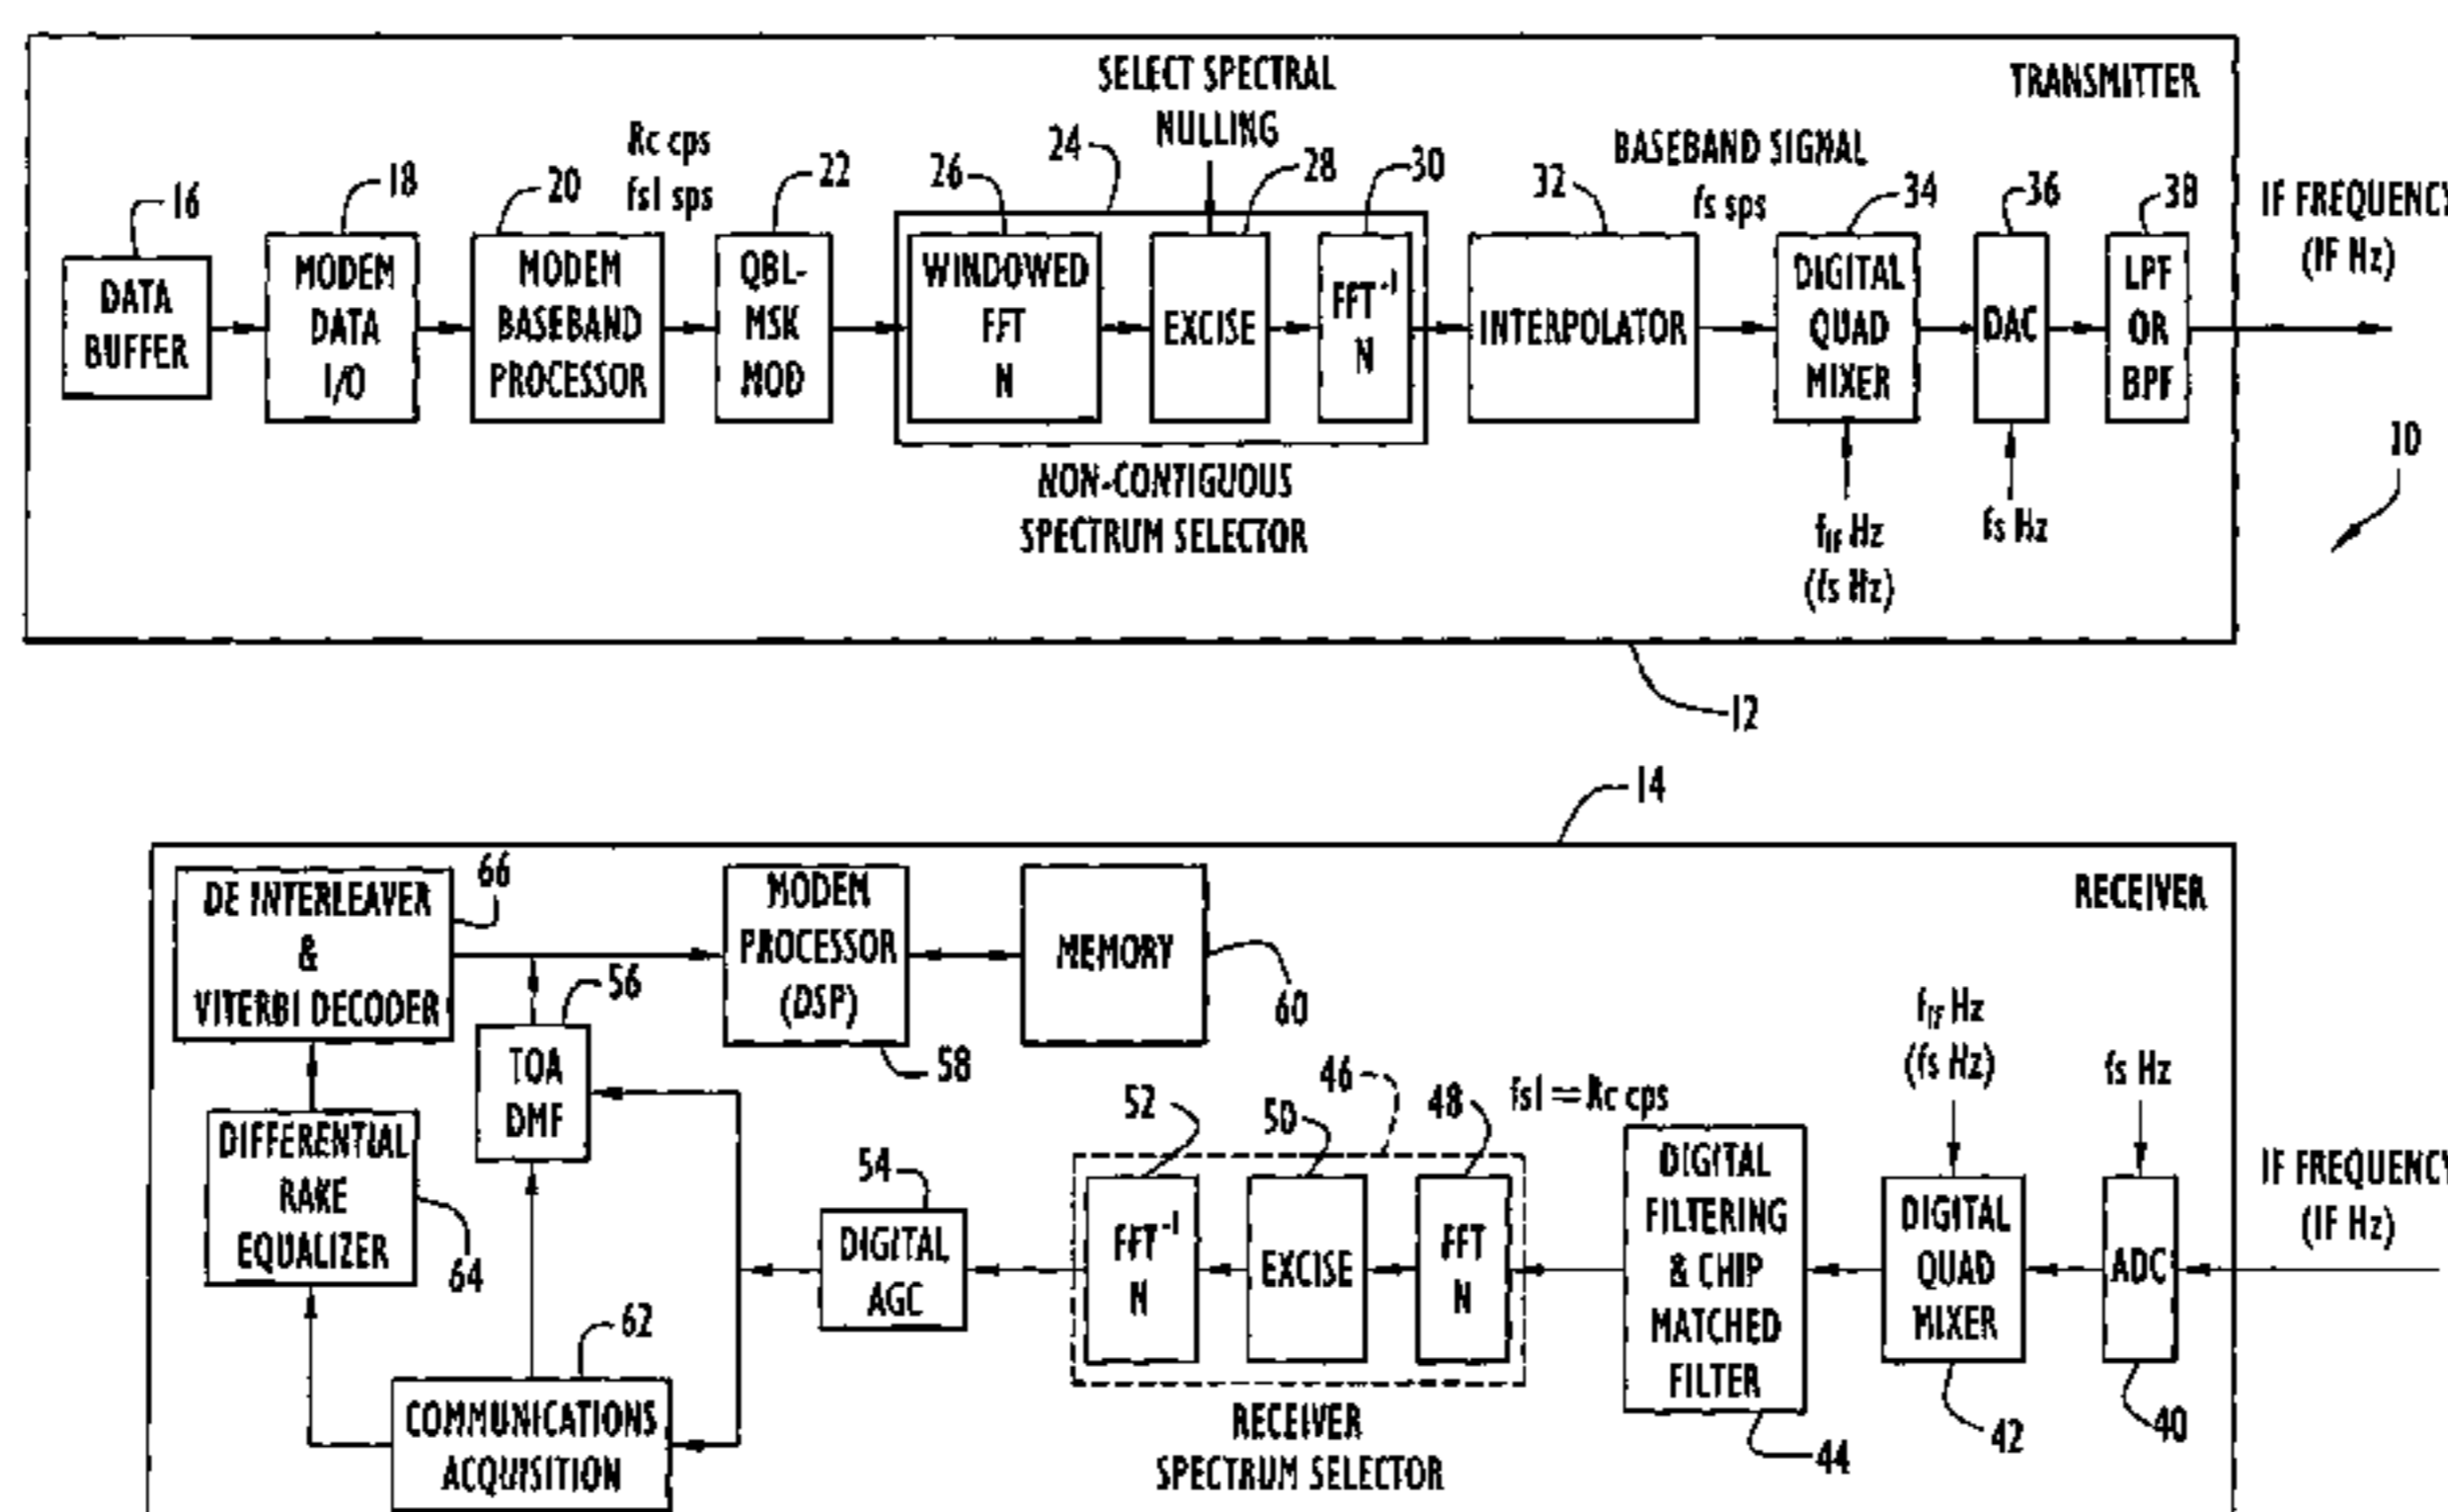 SELECT SPECTRAL
NULLING
TRANSMITTER
Rc cps
fs1 sps
BASEBAND SIGNAL
fs sps
IF FREQUENCY
(IF Hz)
16
18
20
22
24
26
28
30
32
34
36
38
DATA
BUFFER
MODEM
DATA
I/O
MODEM
BASEBAND
PROCESSOR
QBL-
MSK
MOD
WINDOWED
FFT
N
EXCISE
FFT⁻¹
N
INTERPOLATOR
DIGITAL
QUAD
MIXER
DAC
LPF
OR
BPF
NON-CONTIGUOUS
SPECTRUM SELECTOR
fIF Hz
(fs Hz)
fs Hz
10
12
14
RECEIVER
DE INTERLEAVER
&
VITERBI DECODER
66
MODEM
PROCESSOR
(DSP)
58
MEMORY
60
TOA
DMF
56
DIFFERENTIAL
RAKE
EQUALIZER
64
COMMUNICATIONS
ACQUISITION
62
DIGITAL
AGC
54
52
50
46
48
FFT⁻¹
N
EXCISE
FFT
N
RECEIVER
SPECTRUM SELECTOR
fs1 = Rc cps
DIGITAL
FILTERING
& CHIP
MATCHED
FILTER
44
fIF Hz
(fs Hz)
DIGITAL
QUAD
MIXER
42
fs Hz
ADC
40
IF FREQUENCY
(IF Hz)